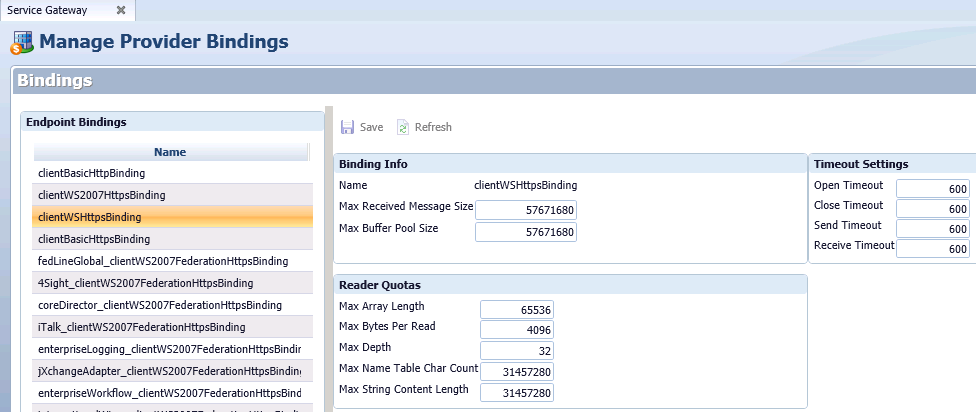 Service Gateway
Manage Provider Bindings
Bindings
Endpoint Bindings
Name
clientBasicHttpBinding
clientWS2007HttpsBinding
clientWSHttpsBinding
clientBasicHttpsBinding
fedLineGlobal_clientWS2007FederationHttpsBinding
4Sight_clientWS2007FederationHttpsBinding
coreDirector_clientWS2007FederationHttpsBinding
iTalk_clientWS2007FederationHttpsBinding
enterpriseLogging_clientWS2007FederationHttpsBindin
jXchangeAdapter_clientWS2007FederationHttpsBinding
enterpriseWorkflow_clientWS2007FederationHttpsBindi
Save Refresh
Binding Info
Name clientWSHttpsBinding
Max Received Message Size 57671680
Max Buffer Pool Size 57671680
Timeout Settings
Open Timeout 600
Close Timeout 600
Send Timeout 600
Receive Timeout 600
Reader Quotas
Max Array Length 65536
Max Bytes Per Read 4096
Max Depth 32
Max Name Table Char Count 31457280
Max String Content Length 31457280